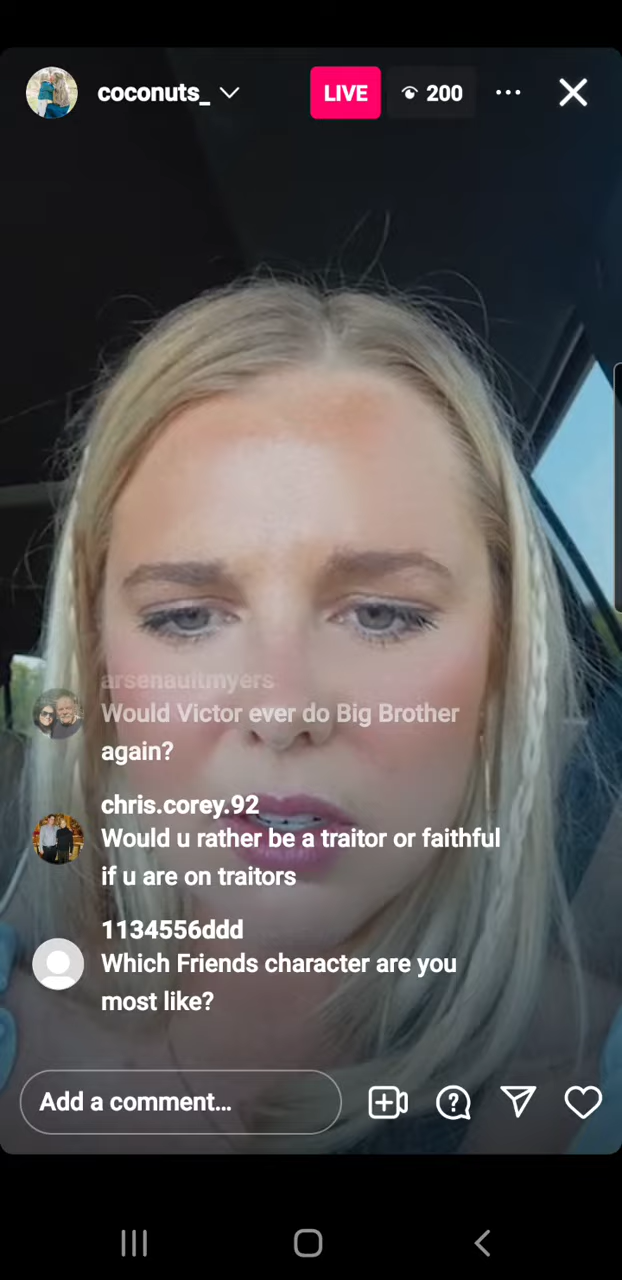 coconuts_
LIVE
200
arsenaultmyers
Would Victor ever do Big Brother
again?
chris.corey.92
Would u rather be a traitor or faithful
if u are on traitors
1134556ddd
Which Friends character are you
most like?
Add a comment...